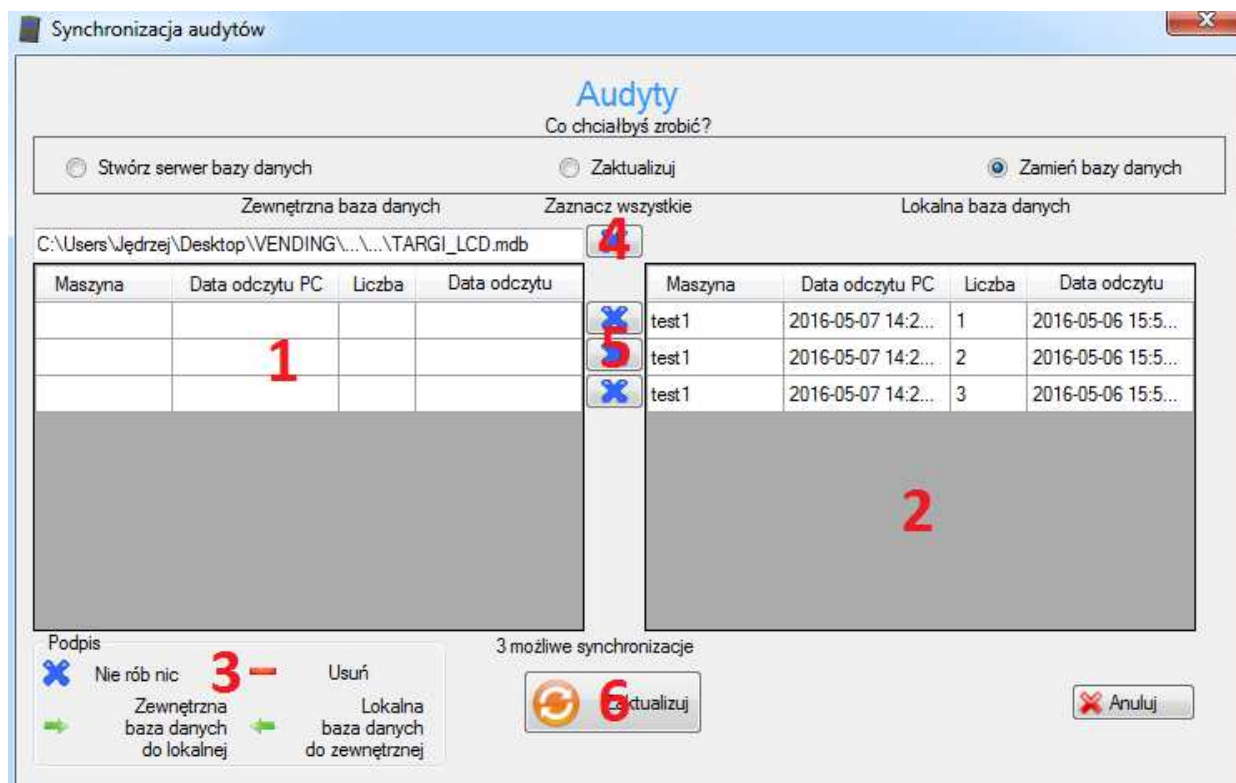 Synchronizacja audytów
Audyty
Co chciałbyś zrobić?
Stwórz serwer bazy danych Zaktualizuj Zamień bazy danych
Zewnętrzna baza danych Zaznacz wszystkie Lokalna baza danych
C:\Users\Jędrzej\Desktop\VENDING\...\...\TARGI_LCD.mdb 4
Maszyna Data odczytu PC Liczba Data odczytu Maszyna Data odczytu PC Liczba Data odczytu
test1 2016-05-07 14:2... 1 2016-05-06 15:5...
1 5 test1 2016-05-07 14:2... 2 2016-05-06 15:5...
test1 2016-05-07 14:2... 3 2016-05-06 15:5...
2
Podpis 3 możliwe synchronizacje
Nie rób nic 3 Usuń
Zewnętrzna baza danych do lokalnej Lokalna baza danych do zewnętrznej
6 Zaktualizuj Anuluj